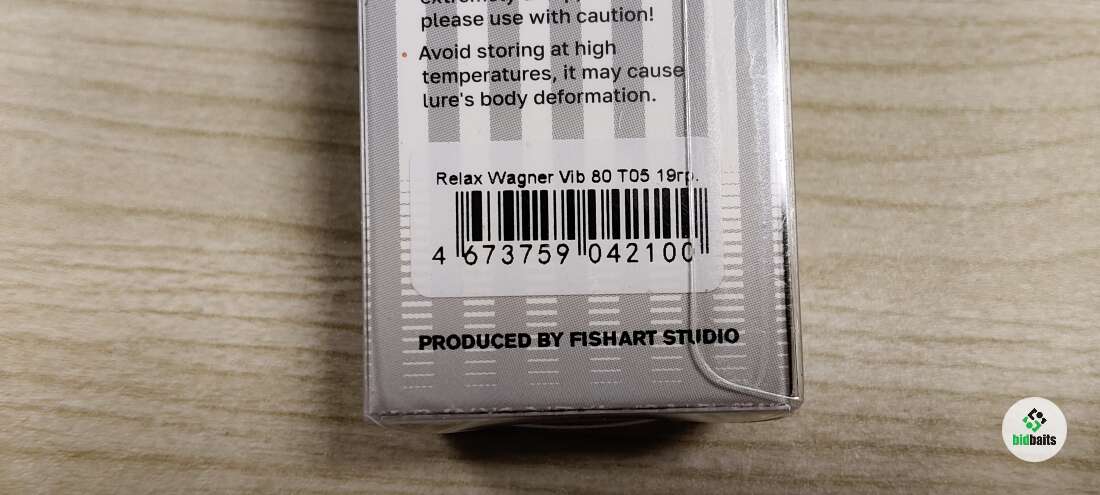 please use with caution!
• Avoid storing at high
temperatures, it may cause
lure's body deformation.
Relax Wagner Vib 80 T05 19гр.
4 673759 042100
PRODUCED BY FISHART STUDIO
bidbaits